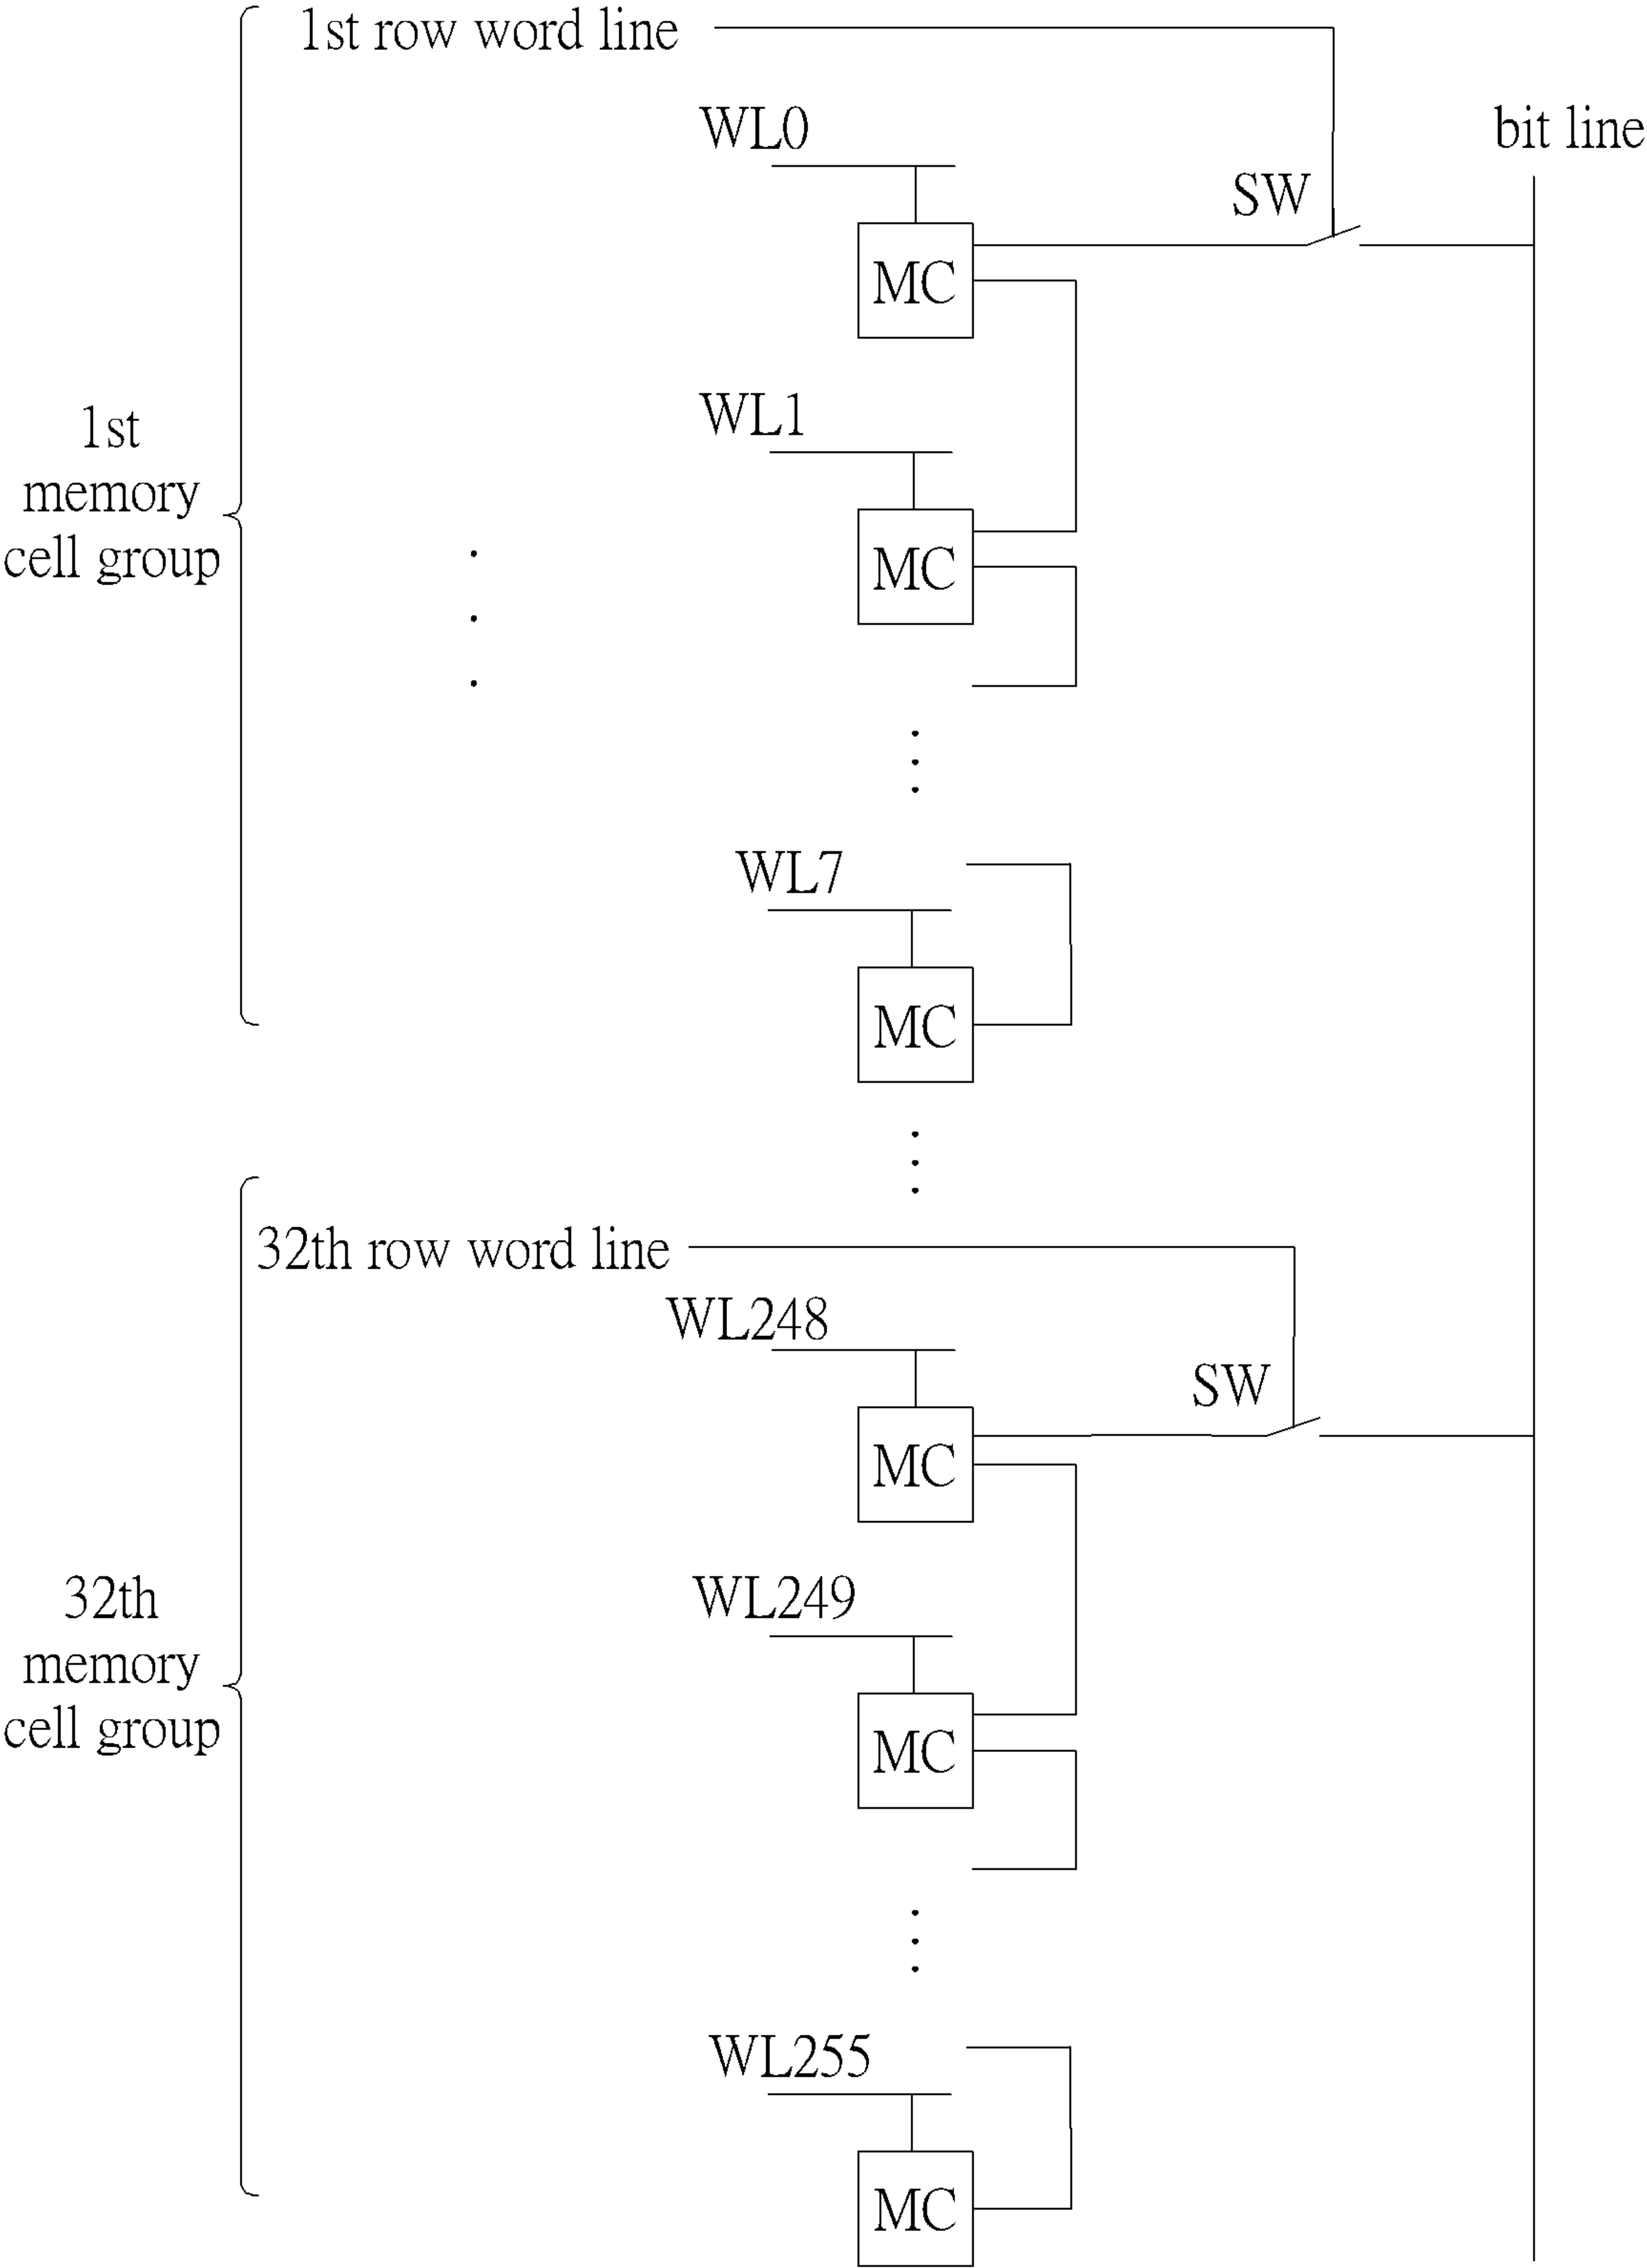 1st row word line
WL0
bit line
SW
MC
WL1
1st
memory
cell group
MC
WL7
MC
32th row word line
WL248
SW
MC
WL249
32th
memory
cell group
MC
WL255
MC